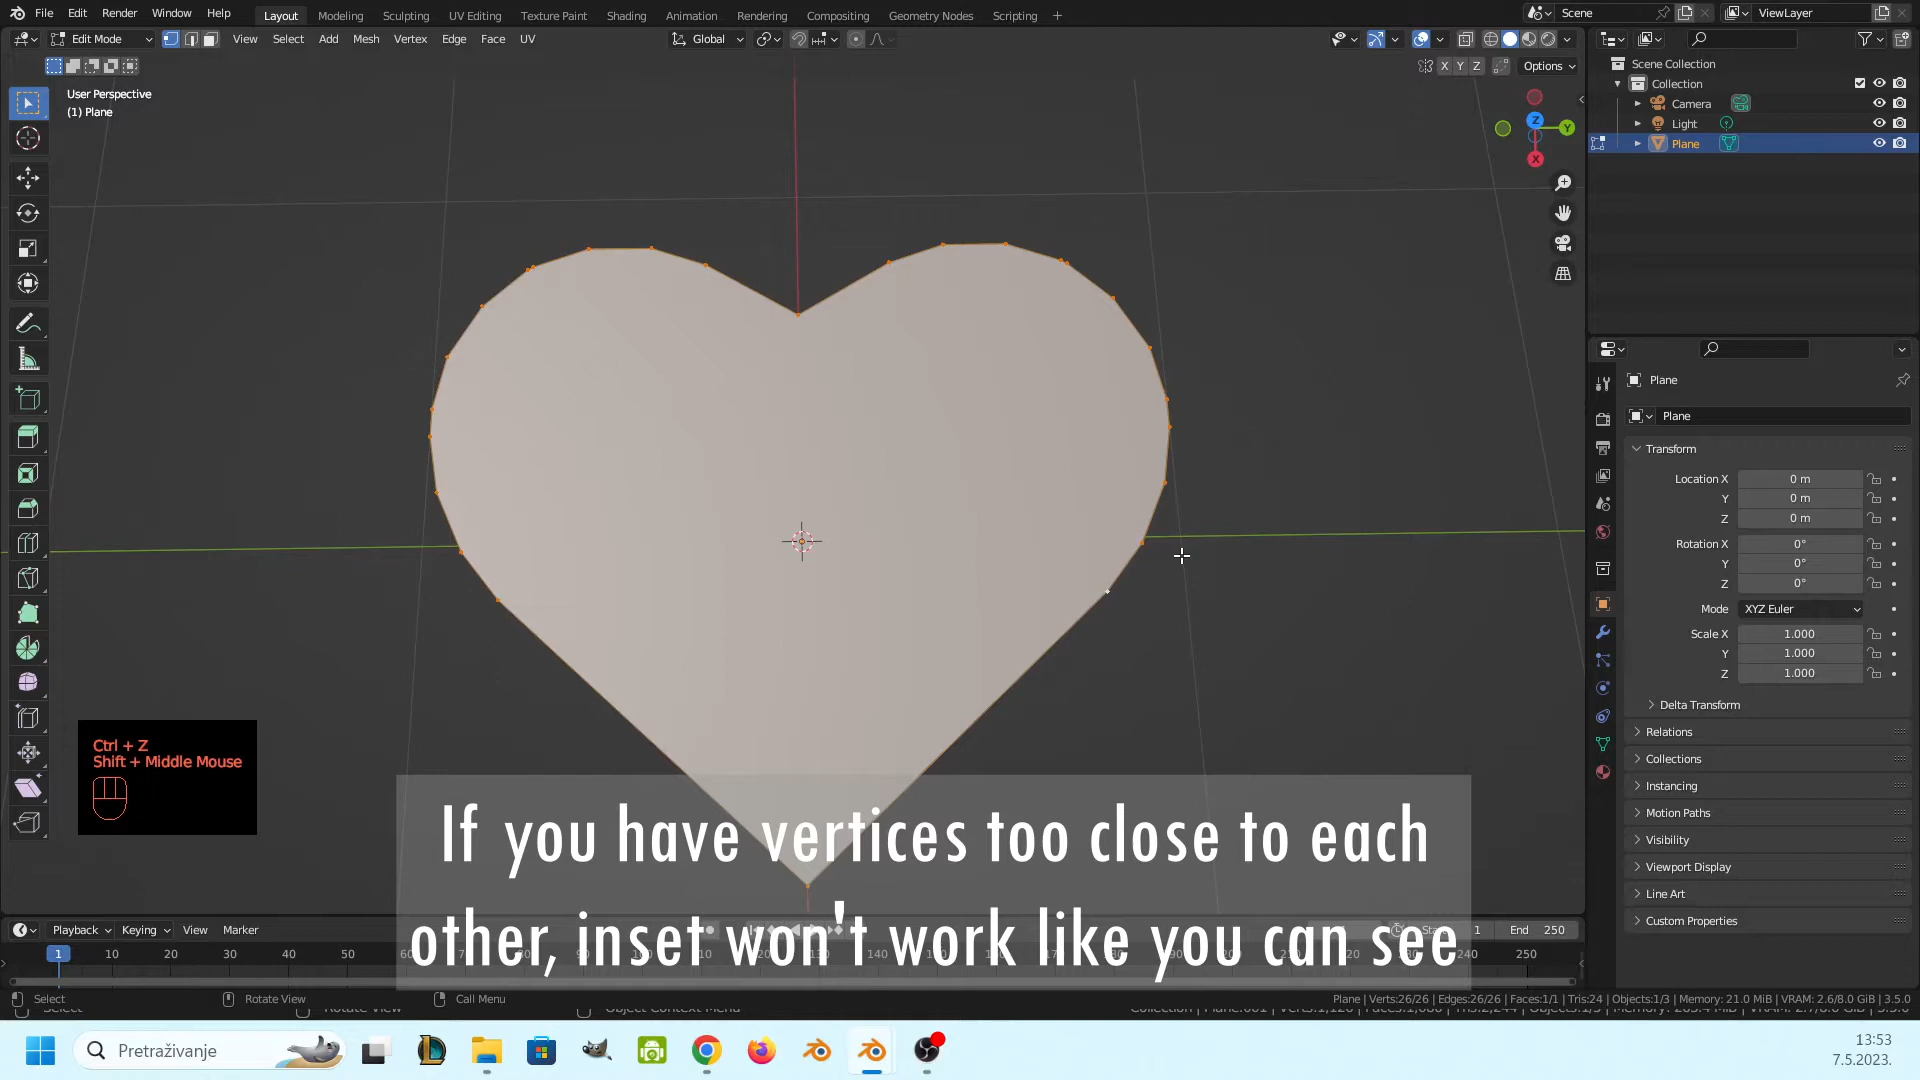 File Edit Render Window Help
Layout Modeling Sculpting UV Editing Texture Paint Shading Animation Rendering Compositing Geometry Nodes Scripting +
Scene
ViewLayer
Edit Mode View Select Add Mesh Vertex Edge Face UV
Global
X Y Z Options
User Perspective
(1) Plane
Z
Y
X
Scene Collection
Collection
Camera
Light
Plane
Plane
Plane
Transform
Location X 0 m
Y 0 m
Z 0 m
Rotation X 0°
Y 0°
Z 0°
Mode XYZ Euler
Scale X 1.000
Y 1.000
Z 1.000
Delta Transform
Relations
Collections
Instancing
Motion Paths
Visibility
Viewport Display
Line Art
Custom Properties
Ctrl + Z
Shift + Middle Mouse
If you have vertices too close to each
other, inset won't work like you can see
Playback Keying View Marker
1 End 250
1 10 20 30 40 50 250
Select Rotate View Call Menu
Plane | Verts:26/26 | Edges:26/26 | Faces:1/1 | Tris:24 | Objects:1/3 | Memory: 21.0 MiB | VRAM: 2.6/8.0 GiB | 3.5.0
Pretraživanje
13:53
7.5.2023.